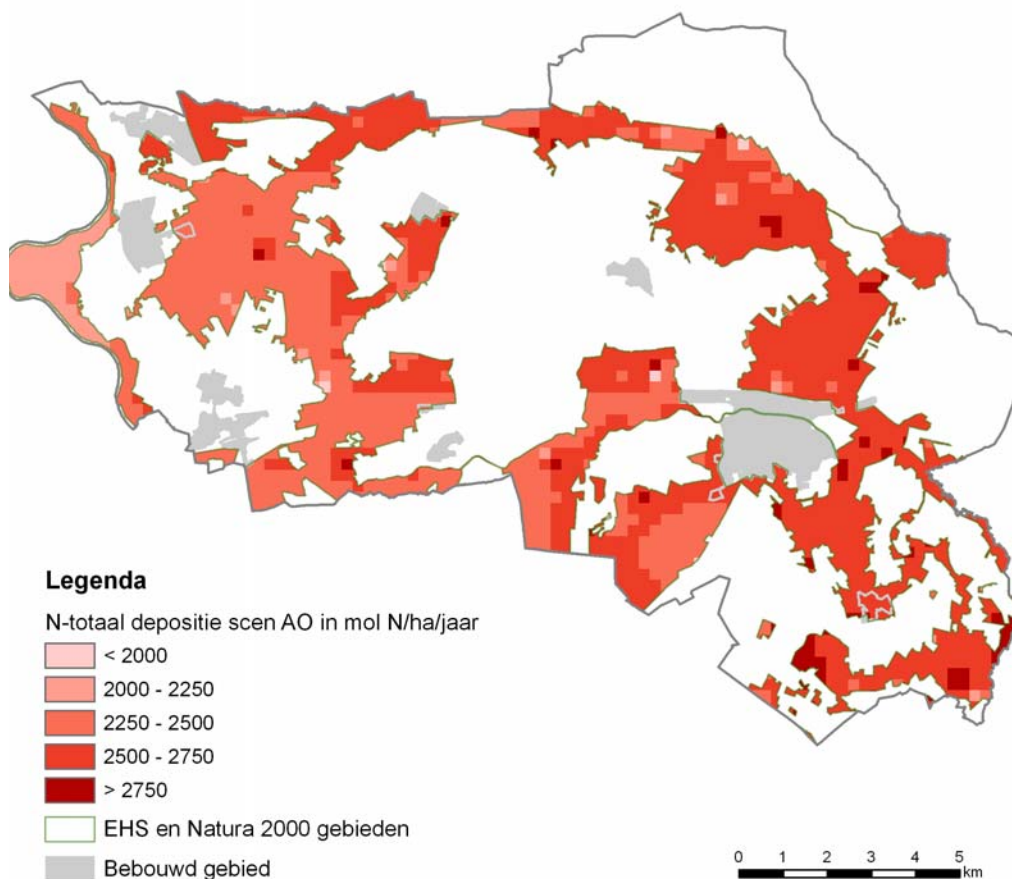 Legenda
N-totaal depositie scen AO in mol N/ha/jaar
< 2000
2000 - 2250
2250 - 2500
2500 - 2750
> 2750
EHS en Natura 2000 gebieden
Bebouwd gebied
0 1 2 3 4 5
km